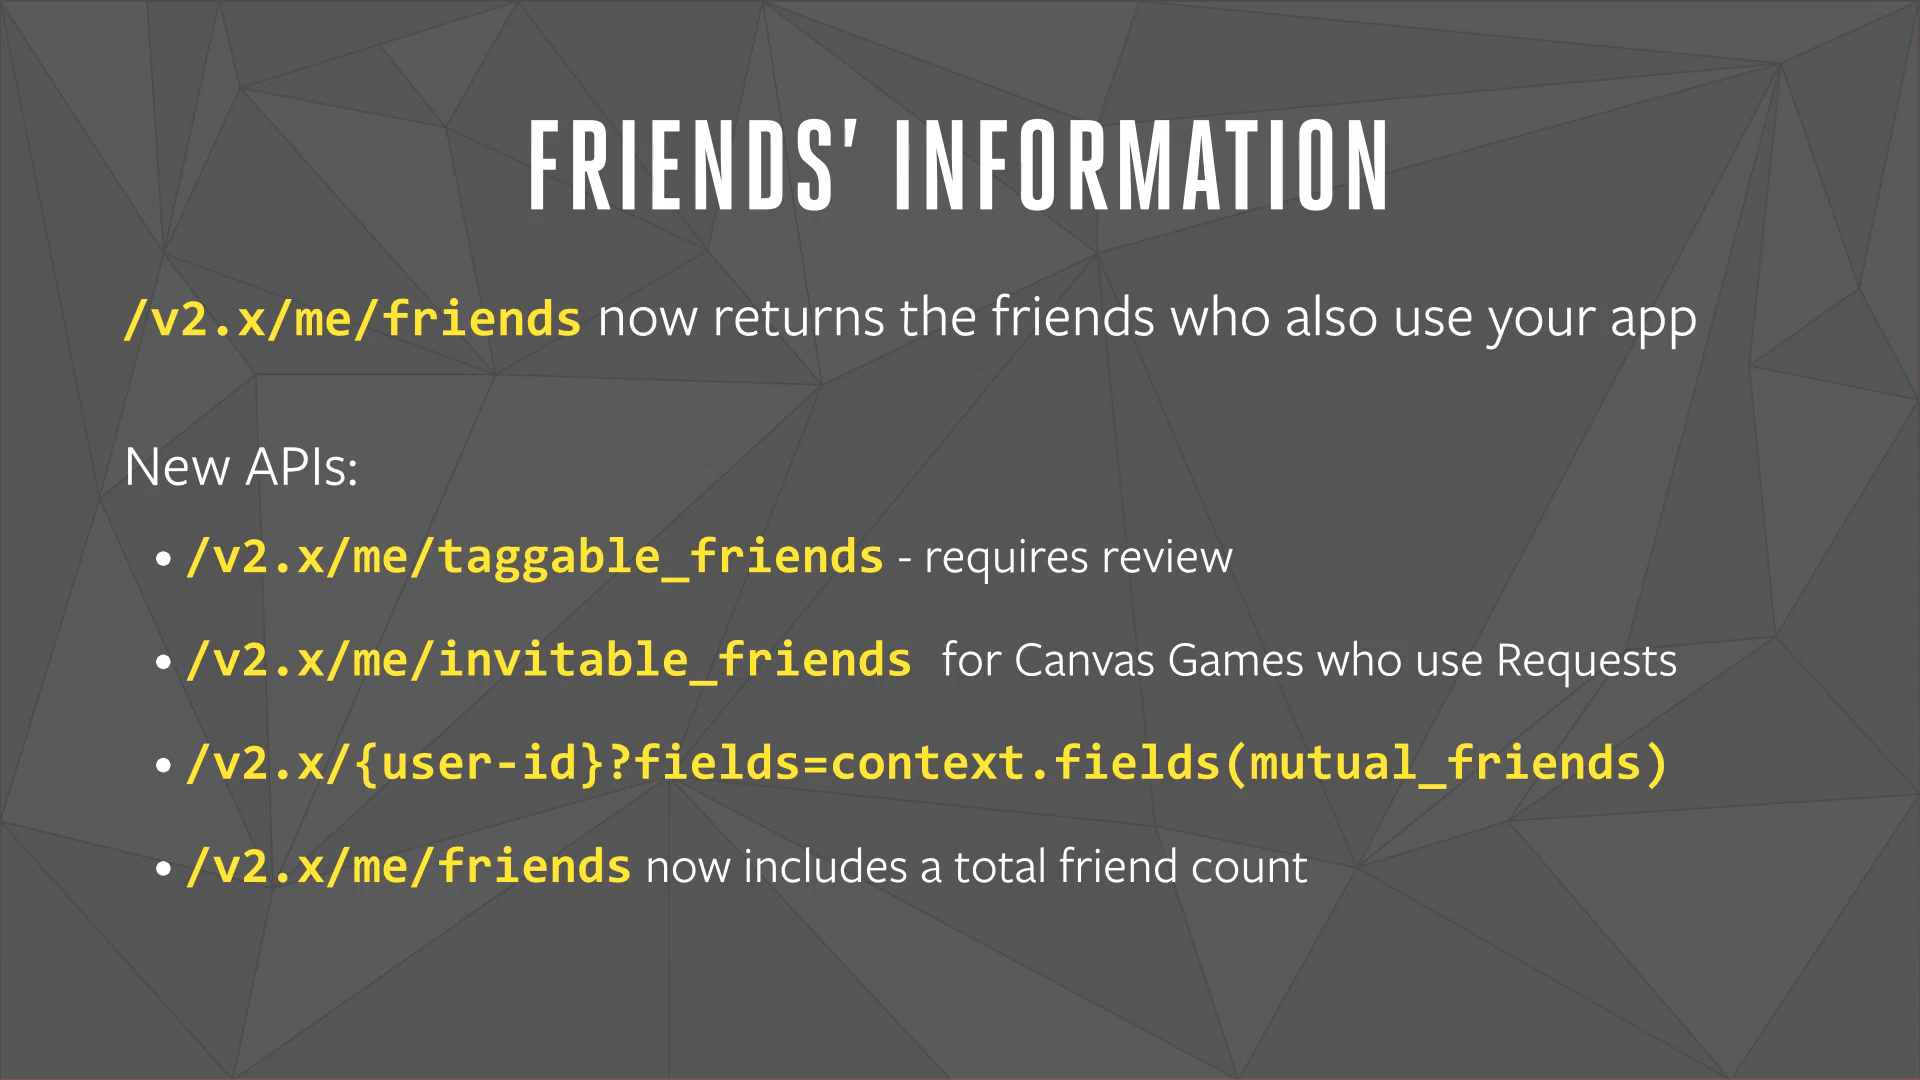 FRIENDS' INFORMATION
/v2.x/me/friends now returns the friends who also use your app
New APIs:
• /v2.x/me/taggable_friends - requires review
• /v2.x/me/invitable_friends for Canvas Games who use Requests
• /v2.x/{user-id}?fields=context.fields(mutual_friends)
• /v2.x/me/friends now includes a total friend count